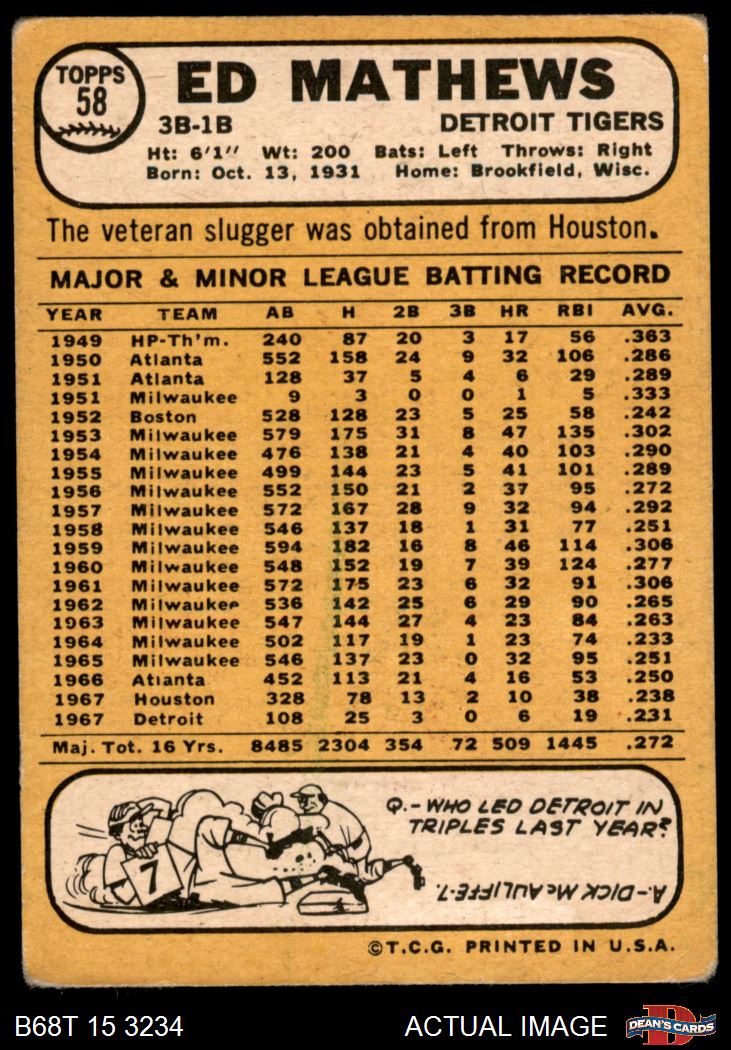 TOPPS
58
ED MATHEWS
3B-1B DETROIT TIGERS
Ht: 6'1" Wt: 200 Bats: Left Throws: Right
Born: Oct. 13, 1931 Home: Brookfield, Wisc.
The veteran slugger was obtained from Houston.
MAJOR & MINOR LEAGUE BATTING RECORD
YEAR TEAM AB H 2B 3B HR RBI AVG.
1949 HP-Th'm. 240 87 20 3 17 56 .363
1950 Atlanta 552 158 24 9 32 106 .286
1951 Atlanta 128 37 5 4 6 29 .289
1951 Milwaukee 9 3 0 0 1 5 .333
1952 Boston 528 128 23 5 25 58 .242
1953 Milwaukee 579 175 31 8 47 135 .302
1954 Milwaukee 476 138 21 4 40 103 .290
1955 Milwaukee 499 144 23 5 41 101 .289
1956 Milwaukee 552 150 21 2 37 95 .272
1957 Milwaukee 572 167 28 9 32 94 .292
1958 Milwaukee 546 137 18 1 31 77 .251
1959 Milwaukee 594 182 16 8 46 114 .306
1960 Milwaukee 548 152 19 7 39 124 .277
1961 Milwaukee 572 175 23 6 32 91 .306
1962 Milwaukee 536 142 25 6 29 90 .265
1963 Milwaukee 547 144 27 4 23 84 .263
1964 Milwaukee 502 117 19 1 23 74 .233
1965 Milwaukee 546 137 23 0 32 95 .251
1966 Atlanta 452 113 21 4 16 53 .250
1967 Houston 328 78 13 2 10 38 .238
1967 Detroit 108 25 3 0 6 19 .231
Maj. Tot. 16 Yrs. 8485 2304 354 72 509 1445 .272
Q.-WHO LED DETROIT IN
TRIPLES LAST YEAR?
7
A-DICK McAULIFFE-7.
©T.C.G. PRINTED IN U.S.A.
B68T 15 3234 ACTUAL IMAGE D DEAN'S CARDS